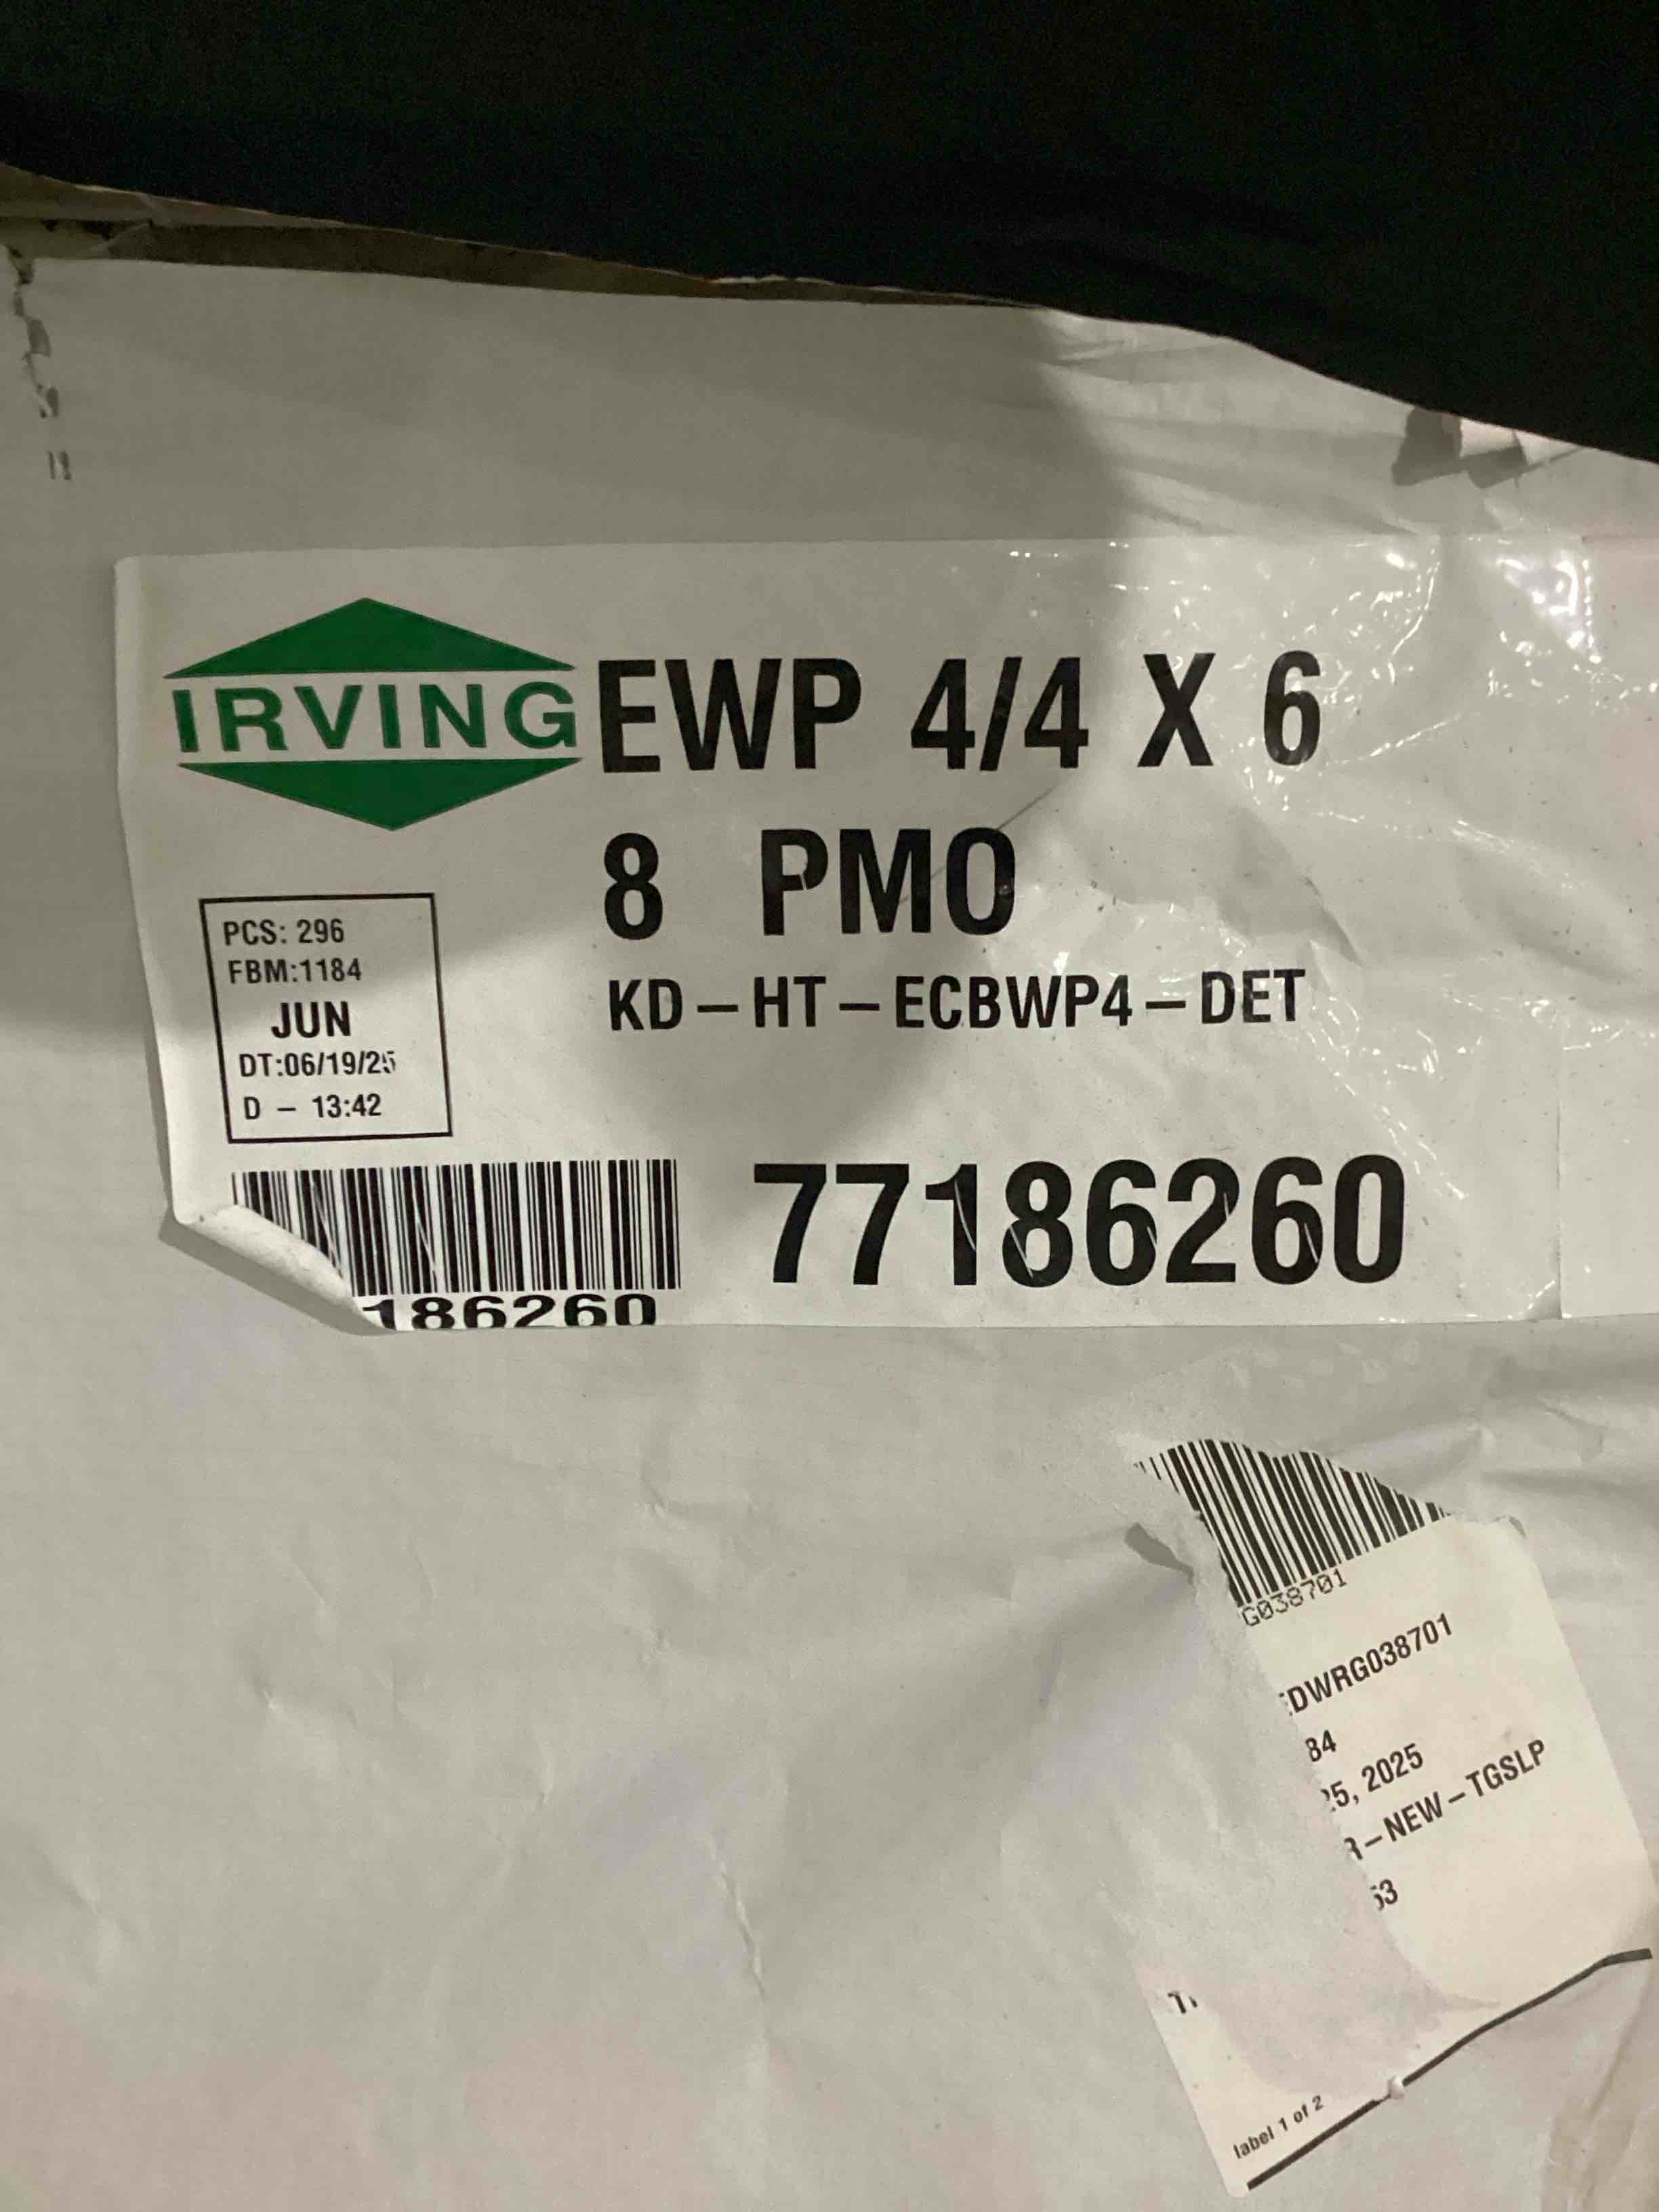 IRVING
EWP 4/4 X 6
8 PMO
KD-HT-ECBWP4-DET
PCS: 296
FBM:1184
JUN
DT:06/19/25
D - 13:42
186260
77186260
G038701
DWRG038701
84
25, 2025
-NEW-TGSLP
53
label 1 of 2